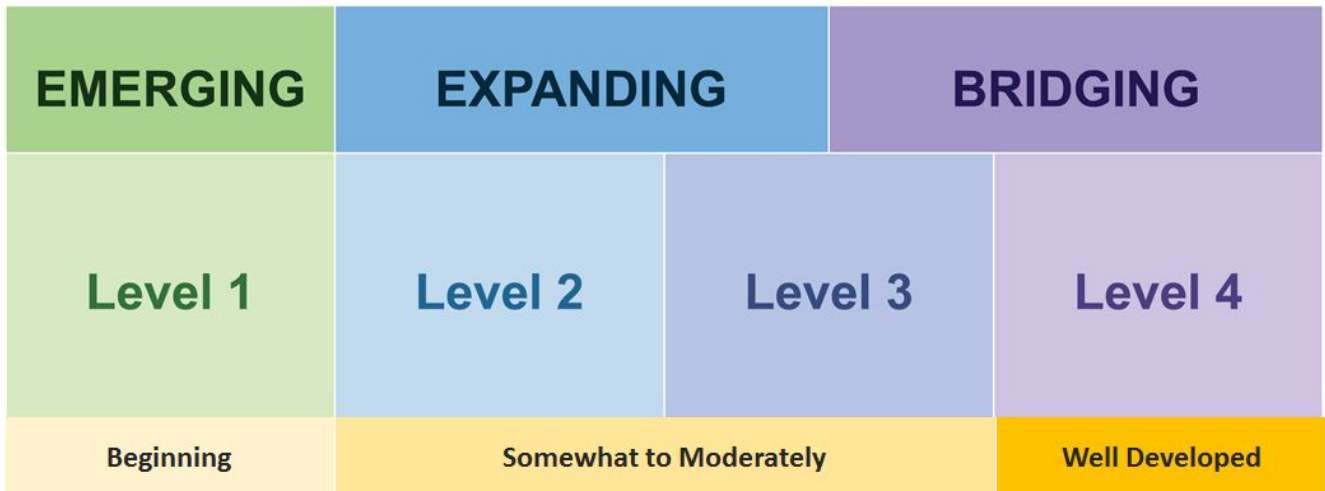 EMERGING EXPANDING BRIDGING
Level 1 Level 2 Level 3 Level 4
Beginning Somewhat to Moderately Well Developed